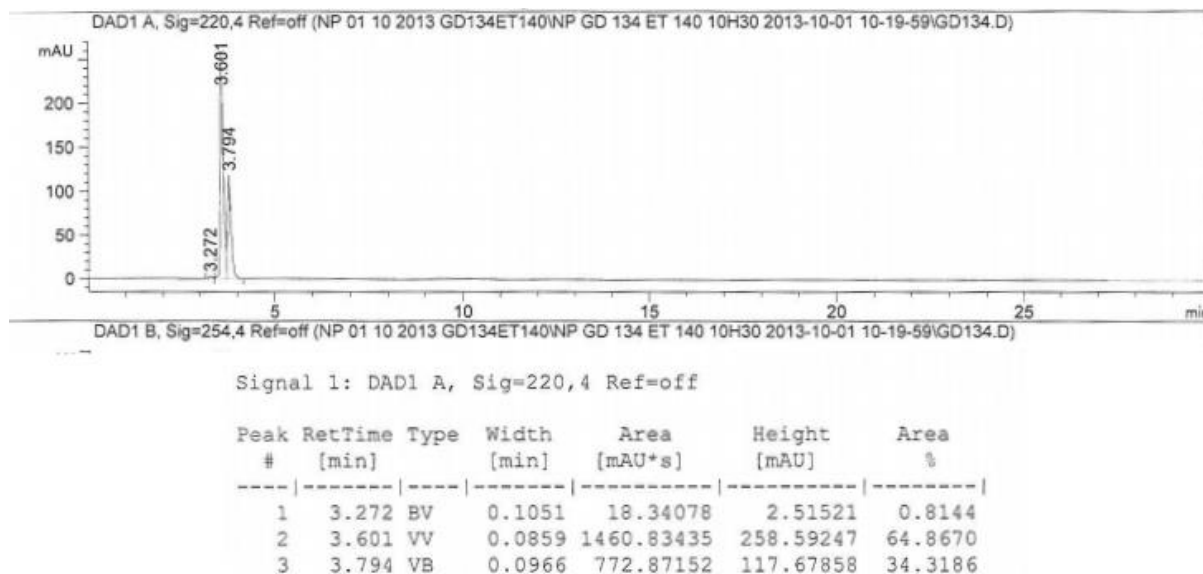 DAD1 A, Sig=220,4 Ref=off (NP 01 10 2013 GD134ET140\NP GD 134 ET 140 10H30 2013-10-01 10-19-59\GD134.D)
mAU
3.601
200
3.794
150
100
3.272
50
0
5 10 15 20 25 min
DAD1 B, Sig=254,4 Ref=off (NP 01 10 2013 GD134ET140\NP GD 134 ET 140 10H30 2013-10-01 10-19-59\GD134.D)
Signal 1: DAD1 A, Sig=220,4 Ref=off
Peak RetTime Type Width Area Height Area
# [min] [min] [mAU*s] [mAU] %
----|-------|----|-------|----------|----------|--------|
1 3.272 BV 0.1051 18.34078 2.51521 0.8144
2 3.601 VV 0.0859 1460.83435 258.59247 64.8670
3 3.794 VB 0.0966 772.87152 117.67858 34.3186